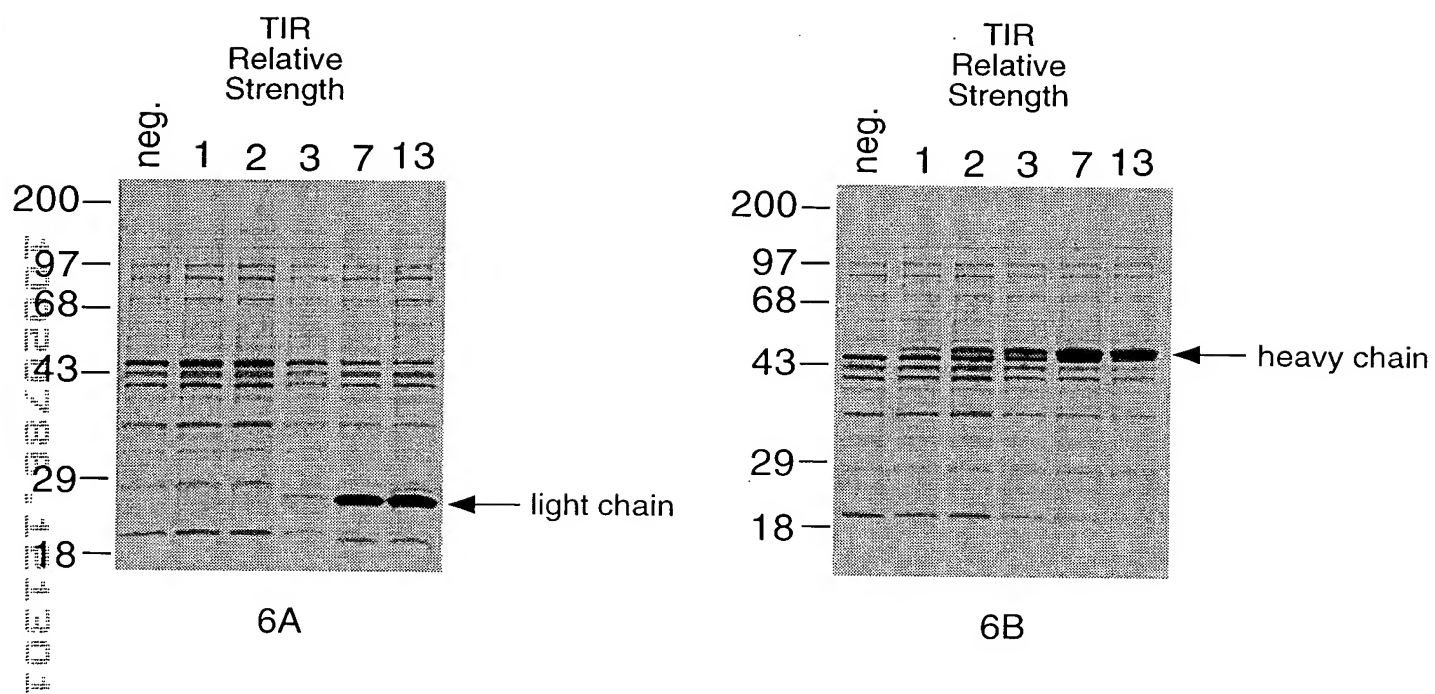 TIR
Relative
Strength
neg. 1 2 3 7 13
200
97
68
43
29
light chain
18
6A
TIR
Relative
Strength
neg. 1 2 3 7 13
200
97
68
43
heavy chain
29
18
6B